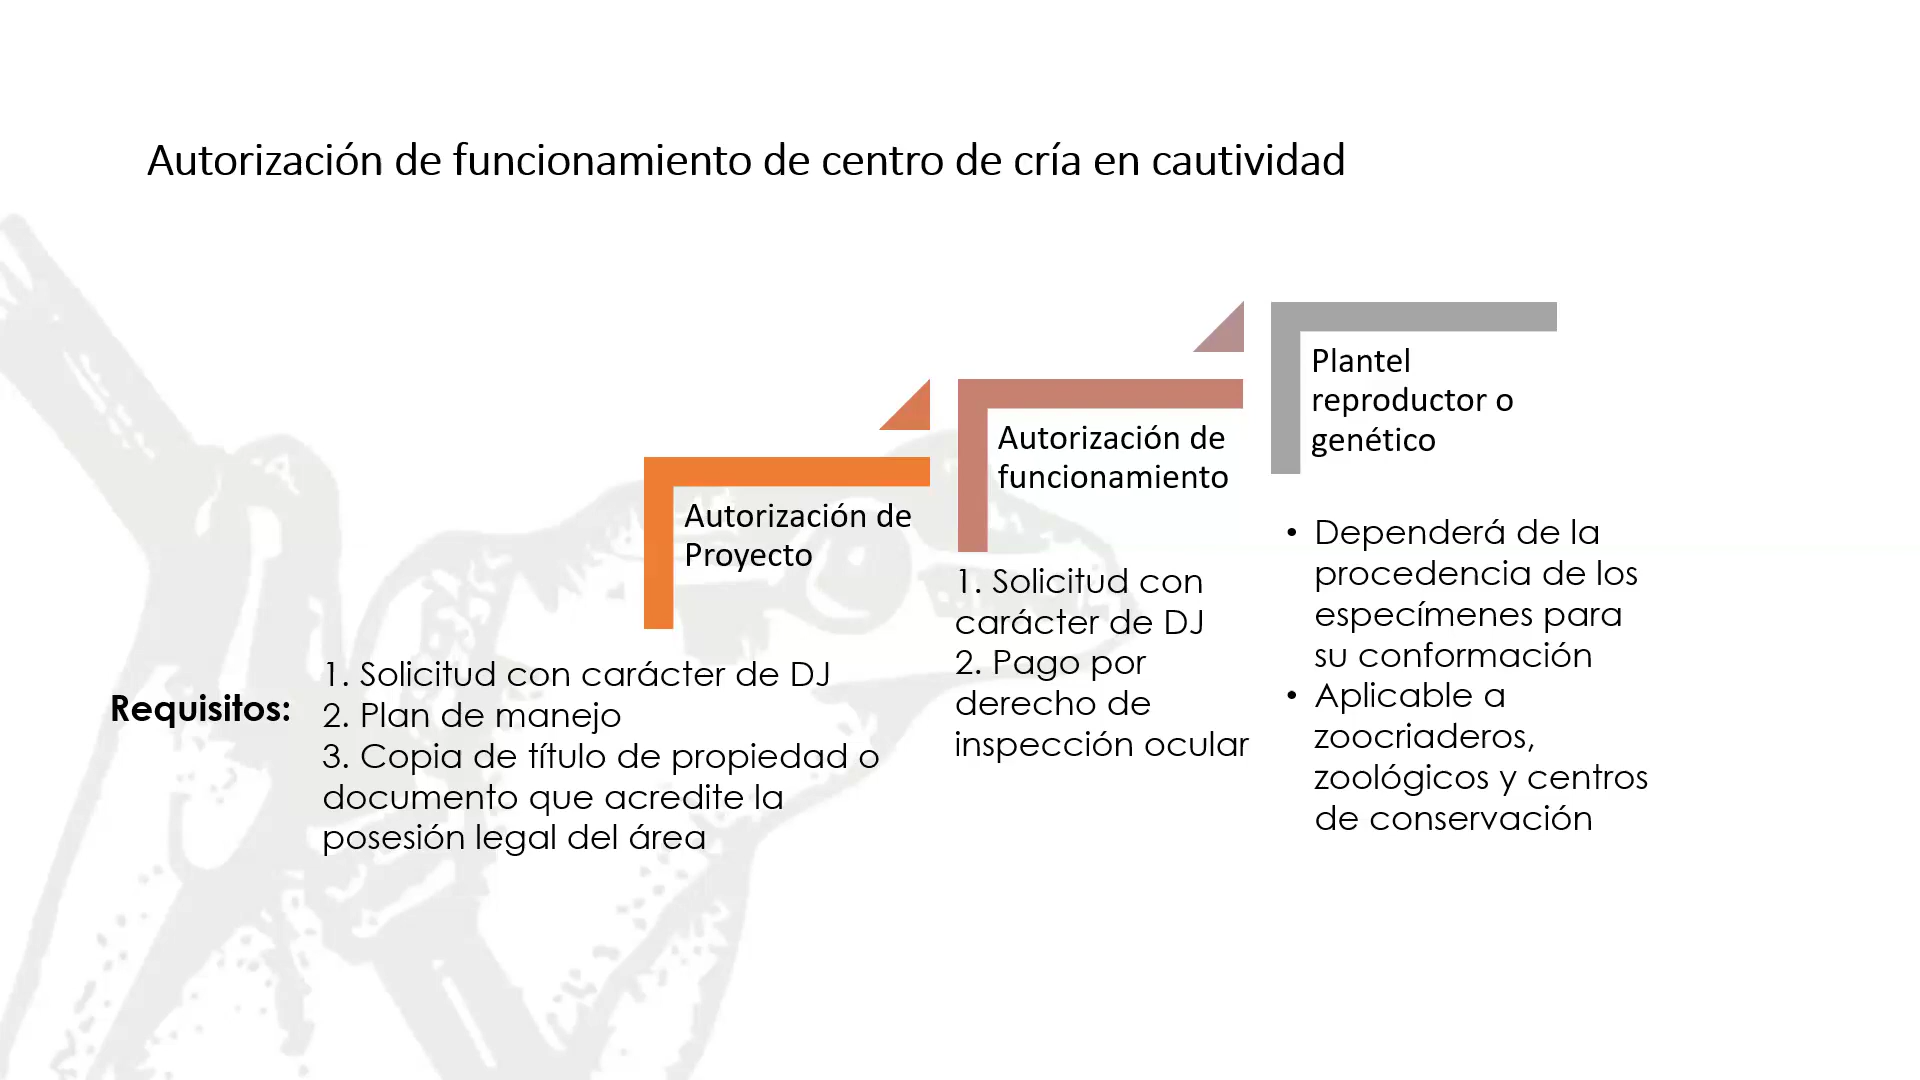 Autorización de funcionamiento de centro de cría en cautividad
Autorización de
Proyecto
Requisitos:
1. Solicitud con carácter de DJ
2. Plan de manejo
3. Copia de título de propiedad o
documento que acredite la
posesión legal del área
Autorización de
funcionamiento
1. Solicitud con
carácter de DJ
2. Pago por
derecho de
inspección ocular
Plantel
reproductor o
genético
• Dependerá de la
procedencia de los
especímenes para
su conformación
• Aplicable a
zoocriaderos,
zoológicos y centros
de conservación